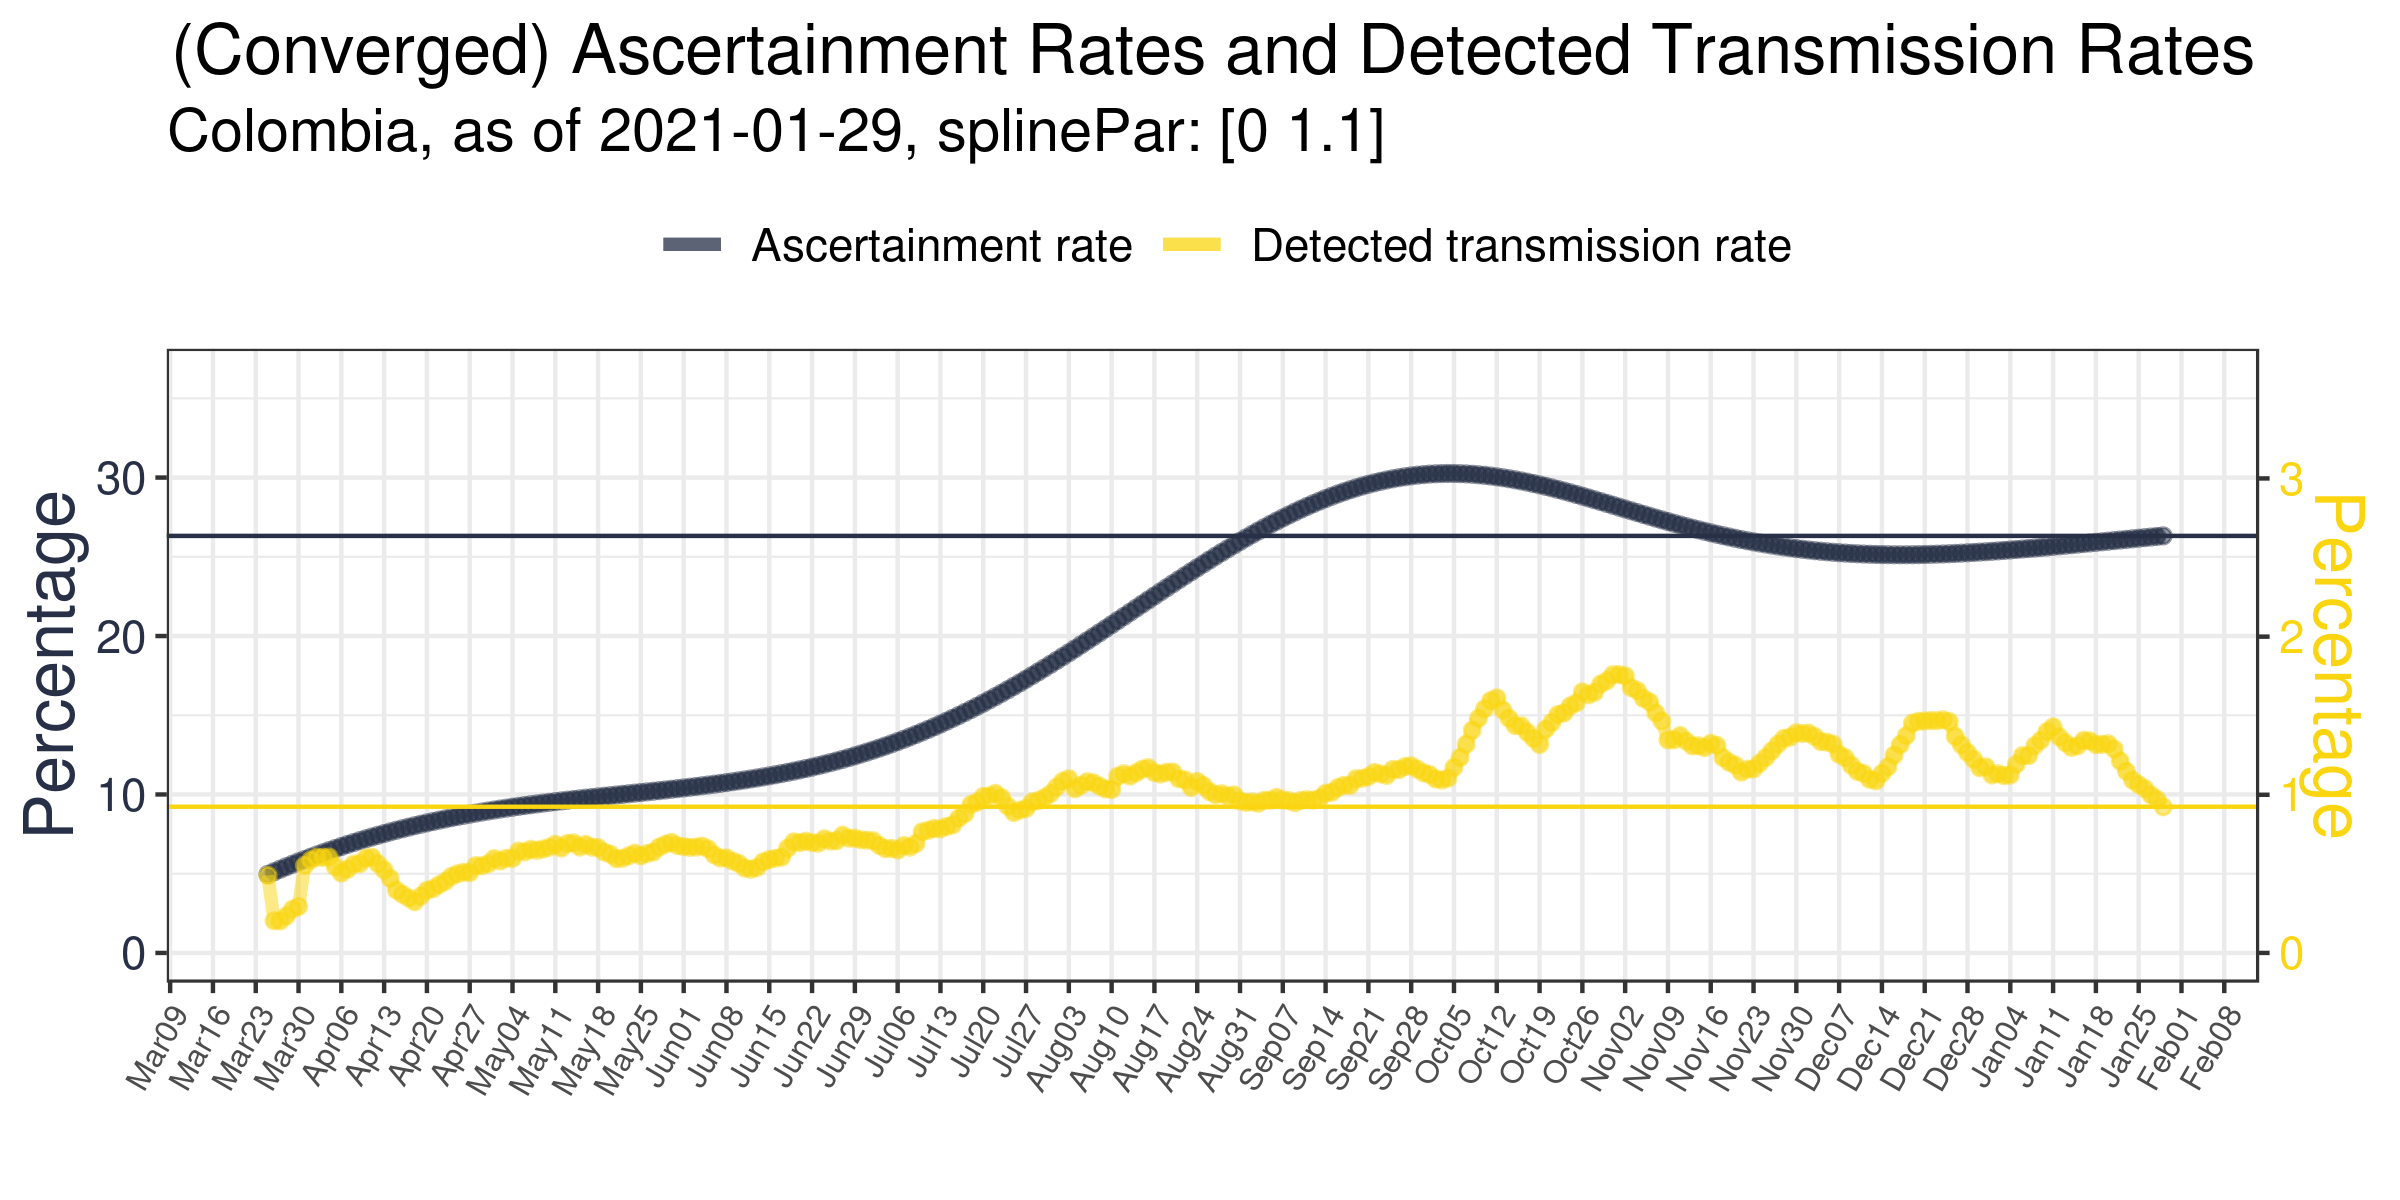 (Converged) Ascertainment Rates and Detected Transmission Rates
Colombia, as of 2021-01-29, splinePar: [0 1.1]
Ascertainment rate Detected transmission rate
Percentage
30
20
10
0
3
2
1
0
Percentage
Mar09 Mar16 Mar23 Mar30 Apr06 Apr13 Apr20 Apr27 May04 May11 May18 May25 Jun01 Jun08 Jun15 Jun22 Jun29 Jul06 Jul13 Jul20 Jul27 Aug03 Aug10 Aug17 Aug24 Aug31 Sep07 Sep14 Sep21 Sep28 Oct05 Oct12 Oct19 Oct26 Nov02 Nov09 Nov16 Nov23 Nov30 Dec07 Dec14 Dec21 Dec28 Jan04 Jan11 Jan18 Jan25 Feb01 Feb08